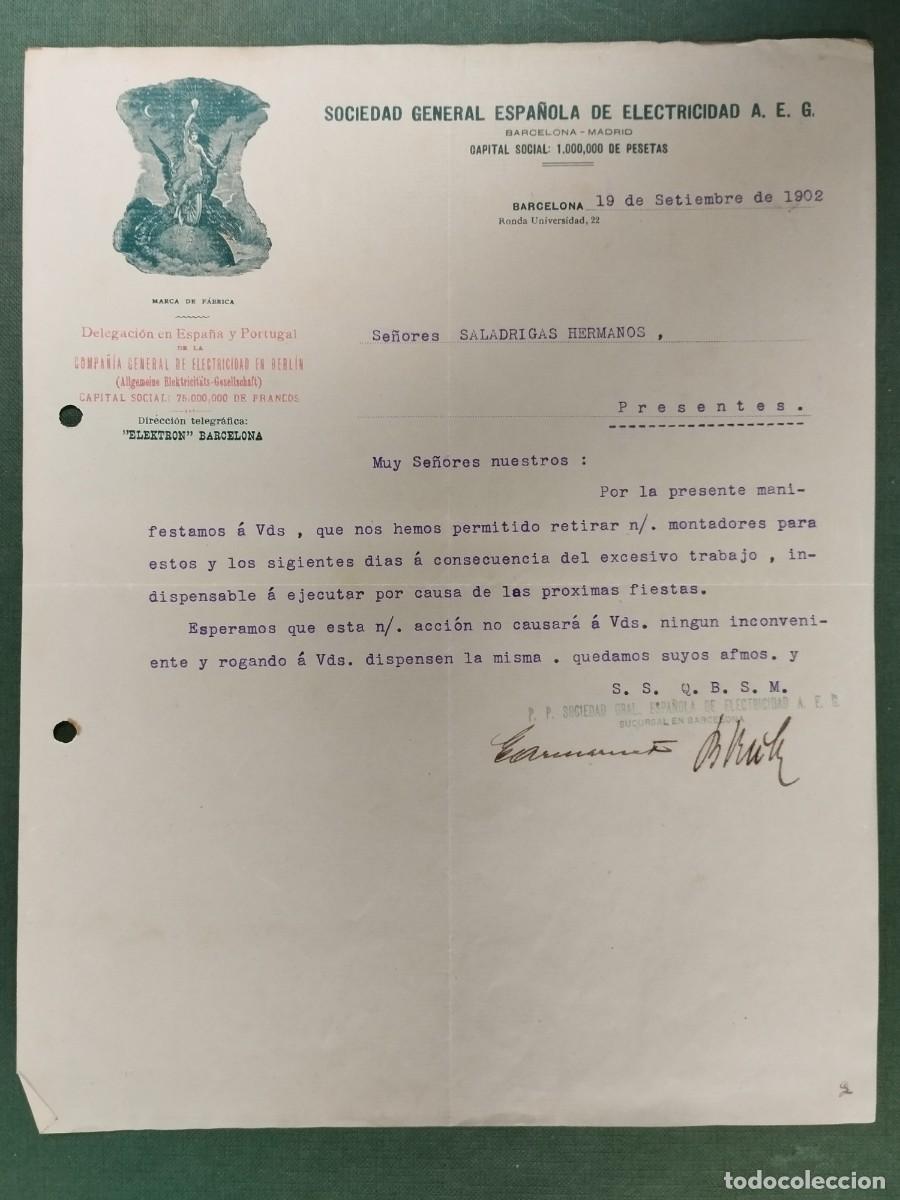 SOCIEDAD GENERAL ESPAÑOLA DE ELECTRICIDAD A. E. G.
BARCELONA - MADRID
CAPITAL SOCIAL: 1.000,000 DE PESETAS
BARCELONA 19 de Setiembre de 1902
Ronda Universidad, 22
MARCA DE FÁBRICA
Delegación en España y Portugal
DE LA
COMPAÑÍA GENERAL DE ELECTRICIDAD EN BERLÍN
(Allgemeine Elektricitäts-Gesellschaft)
CAPITAL SOCIAL: 75.000,000 DE FRANCOS
Dirección telegráfica:
"ELEKTRON" BARCELONA
Señores SALADRIGAS HERMANOS ,
Presentes.
Muy Señores nuestros :
Por la presente mani-
festamos á Vds , que nos hemos permitido retirar n/. montadores para
estos y los sigientes dias á consecuencia del excesivo trabajo , in-
dispensable á ejecutar por causa de las proximas fiestas.
Esperamos que esta n/. acción no causará á Vds. ningun inconveni-
ente y rogando á Vds. dispensen la misma . quedamos suyos afmos. y
S. S. Q. B. S. M.
P. P. SOCIEDAD GRAL. ESPAÑOLA DE ELECTRICIDAD A. E. G.
SUCURSAL EN BARCELONA
todocoleccion